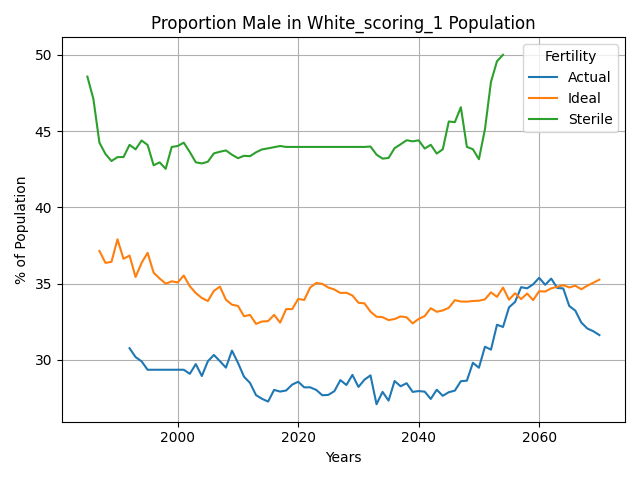 Proportion Male in White_scoring_1 Population
Fertility
Actual
Ideal
Sterile
% of Population
50
45
40
35
30
2000
2020
2040
2060
Years